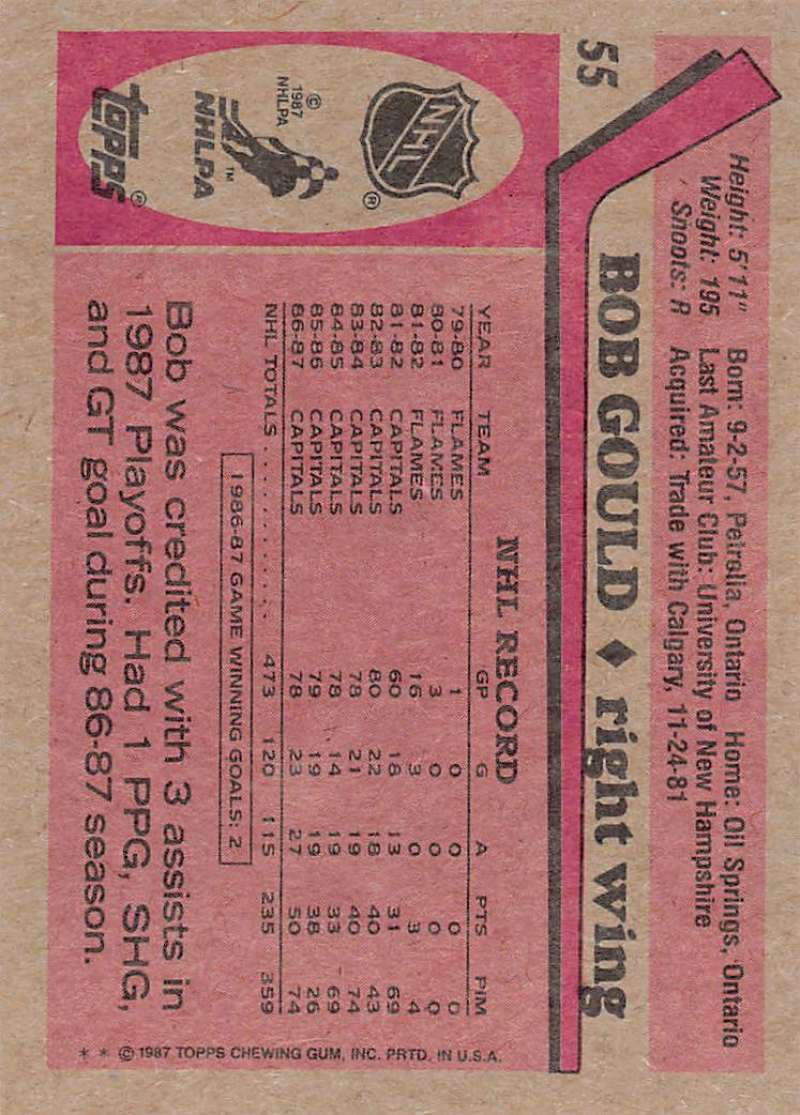 55
Height: 5'11" Born: 9-2-57, Petrolia, Ontario Home: Oil Springs, Ontario
Weight: 195 Last Amateur Club: University of New Hampshire
Shoots: R Acquired: Trade with Calgary, 11-24-81
BOB GOULD ♦ right wing
NHL
®
© 1987 NHLPA
NHLPA™
TOPPS®
NHL RECORD
YEAR TEAM GP G A PTS PIM
79-80 FLAMES 1 0 0 0 0
80-81 FLAMES 3 0 0 0 0
81-82 FLAMES 16 3 0 3 4
81-82 CAPITALS 60 18 13 31 69
82-83 CAPITALS 80 22 18 40 43
83-84 CAPITALS 78 21 19 40 74
84-85 CAPITALS 78 14 19 33 69
85-86 CAPITALS 79 19 19 38 26
86-87 CAPITALS 78 23 27 50 74
NHL TOTALS . . . . . . . . . . . . 473 120 115 235 359
1986-87 GAME WINNING GOALS: 2
Bob was credited with 3 assists in
1987 Playoffs. Had 1 PPG, SHG,
and GT goal during 86-87 season.
* * © 1987 TOPPS CHEWING GUM, INC. PRTD. IN U.S.A.